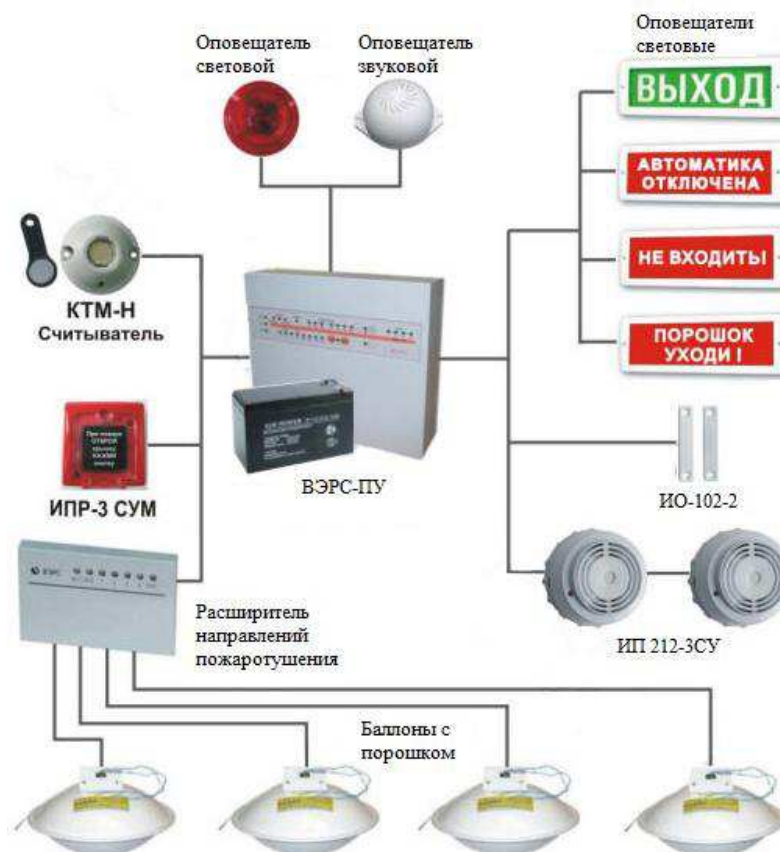 Оповещатель
световой
Оповещатель
звуковой
Оповещатели
световые
ВЫХОД
АВТОМАТИКА
ОТКЛЮЧЕНА
НЕ ВХОДИТЬ
ПОРОШОК
УХОДИ !
КТМ-Н
Считыватель
ИПР-3 СУМ
ВЭРС-ПУ
ИО-102-2
ИП 212-3СУ
ВЭРС
Расширитель
направлений
пожаротушения
Баллоны с
порошком